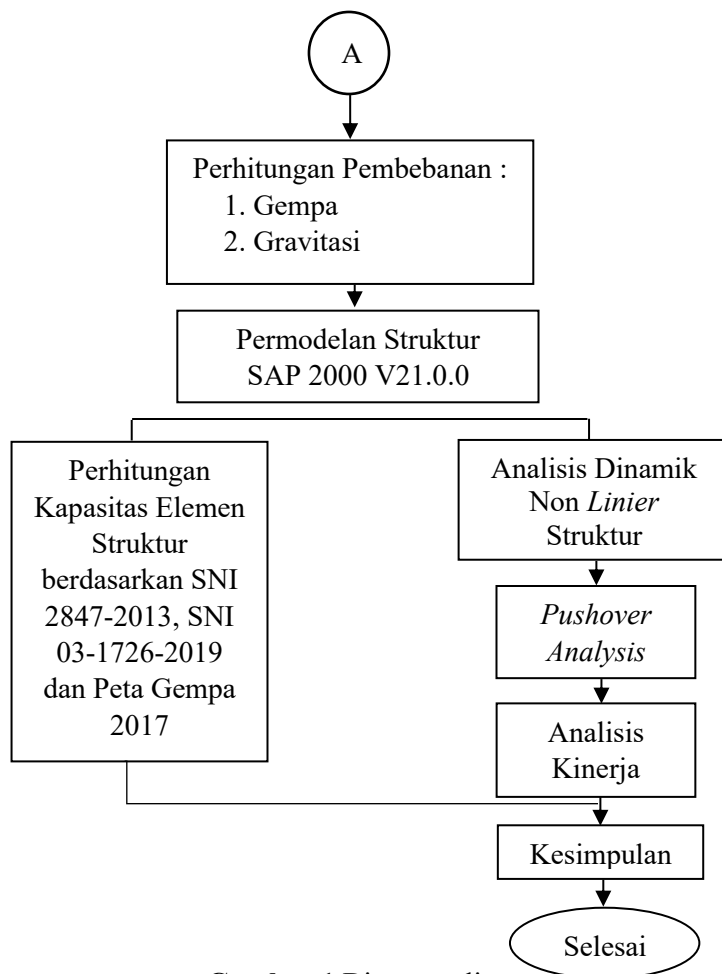 A
Perhitungan Pembebanan :
1. Gempa
2. Gravitasi
Permodelan Struktur
SAP 2000 V21.0.0
Perhitungan
Kapasitas Elemen
Struktur
berdasarkan SNI
2847-2013, SNI
03-1726-2019
dan Peta Gempa
2017
Analisis Dinamik
Non Linier
Struktur
Pushover
Analysis
Analisis
Kinerja
Kesimpulan
Selesai